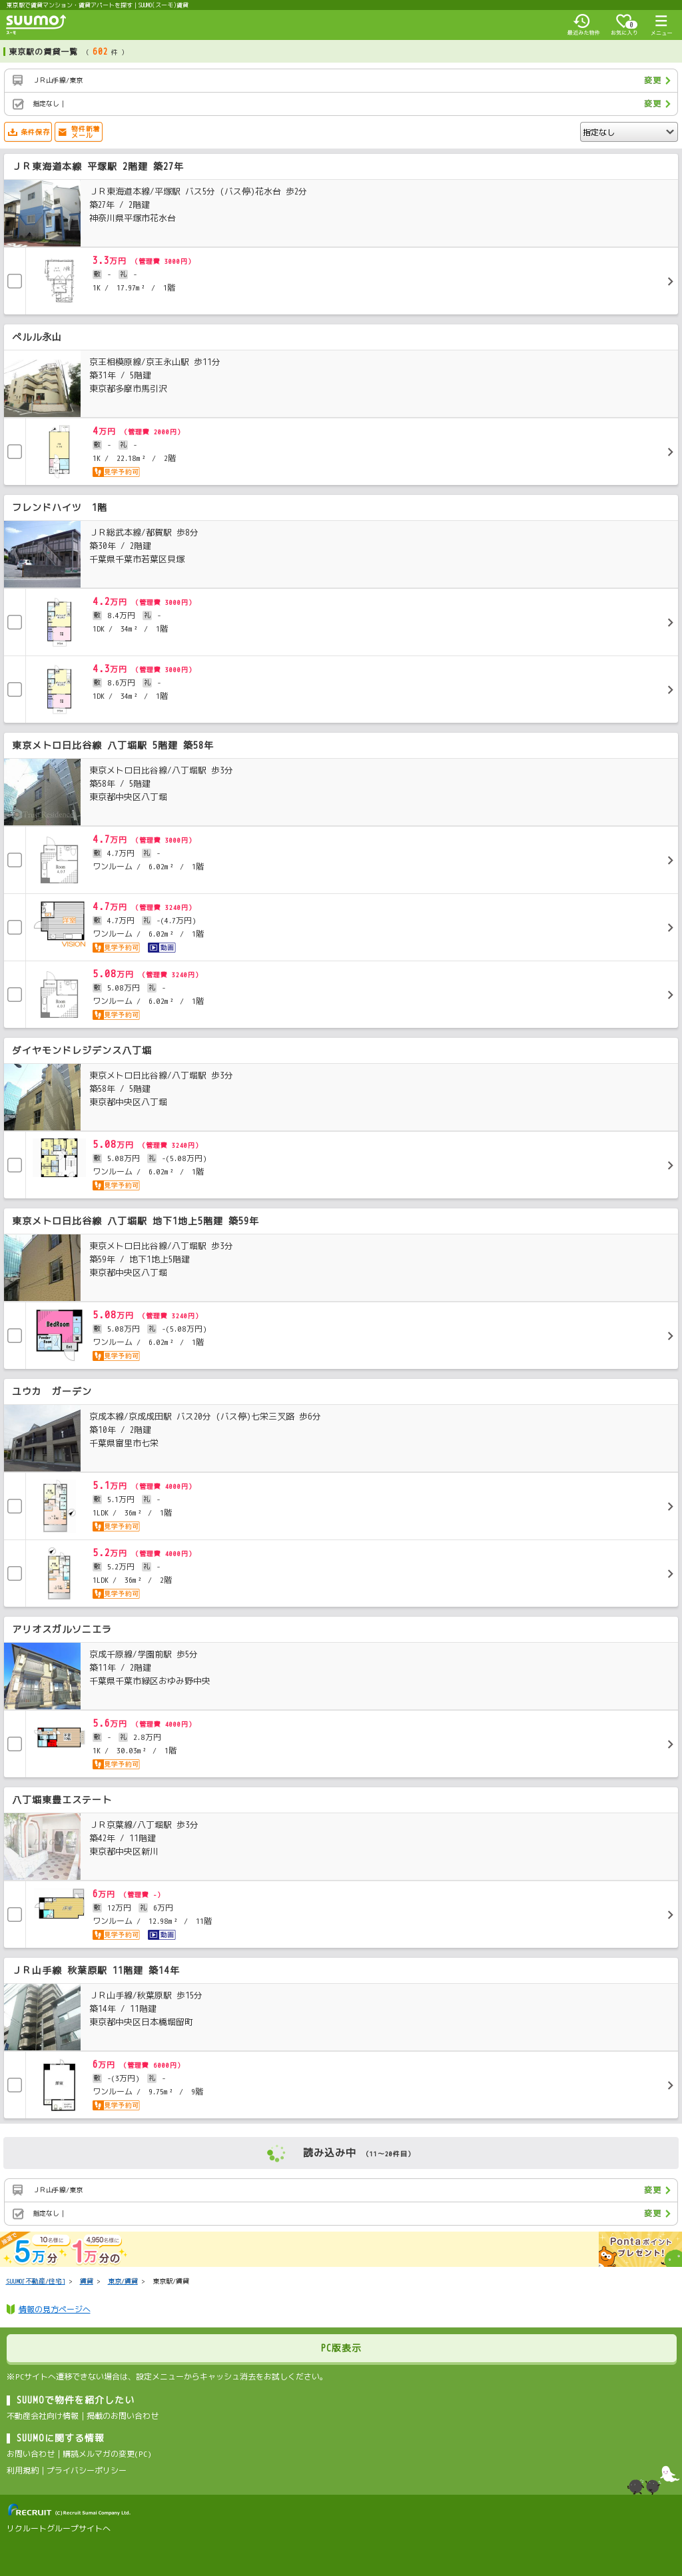 東京駅で賃貸マンション・賃貸アパートを探す｜SUUMO(スーモ)賃貸
suumo
スーモ
最近みた物件
0
お気に入り
メニュー
東京駅の賃貸一覧 （ 602 件 ）
ＪＲ山手線/東京
変更
指定なし｜
変更
条件保存
物件新着
メール
指定なし
ＪＲ東海道本線 平塚駅 2階建 築27年
ＪＲ東海道本線/平塚駅 バス5分 (バス停)花水台 歩2分
築27年 / 2階建
神奈川県平塚市花水台
3.3万円 （管理費 3000円）
敷 - 礼 -
1K / 17.97m² / 1階
ベルル永山
京王相模原線/京王永山駅 歩11分
築31年 / 5階建
東京都多摩市馬引沢
4万円 （管理費 2000円）
敷 - 礼 -
1K / 22.18m² / 2階
見学予約可
フレンドハイツ 1階
ＪＲ総武本線/都賀駅 歩8分
築30年 / 2階建
千葉県千葉市若葉区貝塚
4.2万円 （管理費 3000円）
敷 8.4万円 礼 -
1DK / 34m² / 1階
4.3万円 （管理費 3000円）
敷 8.6万円 礼 -
1DK / 34m² / 1階
東京メトロ日比谷線 八丁堀駅 5階建 築58年
東京メトロ日比谷線/八丁堀駅 歩3分
築58年 / 5階建
東京都中央区八丁堀
4.7万円 （管理費 3000円）
敷 4.7万円 礼 -
ワンルーム / 6.02m² / 1階
4.7万円 （管理費 3240円）
敷 4.7万円 礼 -(4.7万円)
ワンルーム / 6.02m² / 1階
VISION
見学予約可 動画
5.08万円 （管理費 3240円）
敷 5.08万円 礼 -
ワンルーム / 6.02m² / 1階
見学予約可
ダイヤモンドレジデンス八丁堀
東京メトロ日比谷線/八丁堀駅 歩3分
築58年 / 5階建
東京都中央区八丁堀
5.08万円 （管理費 3240円）
敷 5.08万円 礼 -(5.08万円)
ワンルーム / 6.02m² / 1階
見学予約可
東京メトロ日比谷線 八丁堀駅 地下1地上5階建 築59年
東京メトロ日比谷線/八丁堀駅 歩3分
築59年 / 地下1地上5階建
東京都中央区八丁堀
5.08万円 （管理費 3240円）
BedRoom
敷 5.08万円 礼 -(5.08万円)
ワンルーム / 6.02m² / 1階
見学予約可
ユウカ ガーデン
京成本線/京成成田駅 バス20分 (バス停)七栄三叉路 歩6分
築10年 / 2階建
千葉県富里市七栄
5.1万円 （管理費 4000円）
敷 5.1万円 礼 -
1LDK / 36m² / 1階
見学予約可
5.2万円 （管理費 4000円）
敷 5.2万円 礼 -
1LDK / 36m² / 2階
見学予約可
アリオスガルソニエラ
京成千原線/学園前駅 歩5分
築11年 / 2階建
千葉県千葉市緑区おゆみ野中央
5.6万円 （管理費 4000円）
敷 - 礼 2.8万円
1K / 30.03m² / 1階
見学予約可
八丁堀東豊エステート
ＪＲ京葉線/八丁堀駅 歩3分
築42年 / 11階建
東京都中央区新川
6万円 （管理費 -）
敷 12万円 礼 6万円
ワンルーム / 12.98m² / 11階
見学予約可 動画
ＪＲ山手線 秋葉原駅 11階建 築14年
ＪＲ山手線/秋葉原駅 歩15分
築14年 / 11階建
東京都中央区日本橋堀留町
6万円 （管理費 6000円）
敷 -(3万円) 礼 -
ワンルーム / 9.75m² / 9階
見学予約可
読み込み中 （11～20件目）
ＪＲ山手線/東京
変更
指定なし｜
変更
抽選で 10名様に 5万分 4,950名様に 1万分の
Pontaポイント
プレゼント!
SUUMO[不動産/住宅] > 賃貸 > 東京/賃貸 > 東京駅/賃貸
情報の見方ページへ
PC版表示
※PCサイトへ遷移できない場合は、設定メニューからキャッシュ消去をお試しください。
SUUMOで物件を紹介したい
不動産会社向け情報｜掲載のお問い合わせ
SUUMOに関する情報
お問い合わせ｜購読メルマガの変更(PC)
利用規約｜プライバシーポリシー
RECRUIT (C)Recruit Sumai Company Ltd.
リクルートグループサイトへ